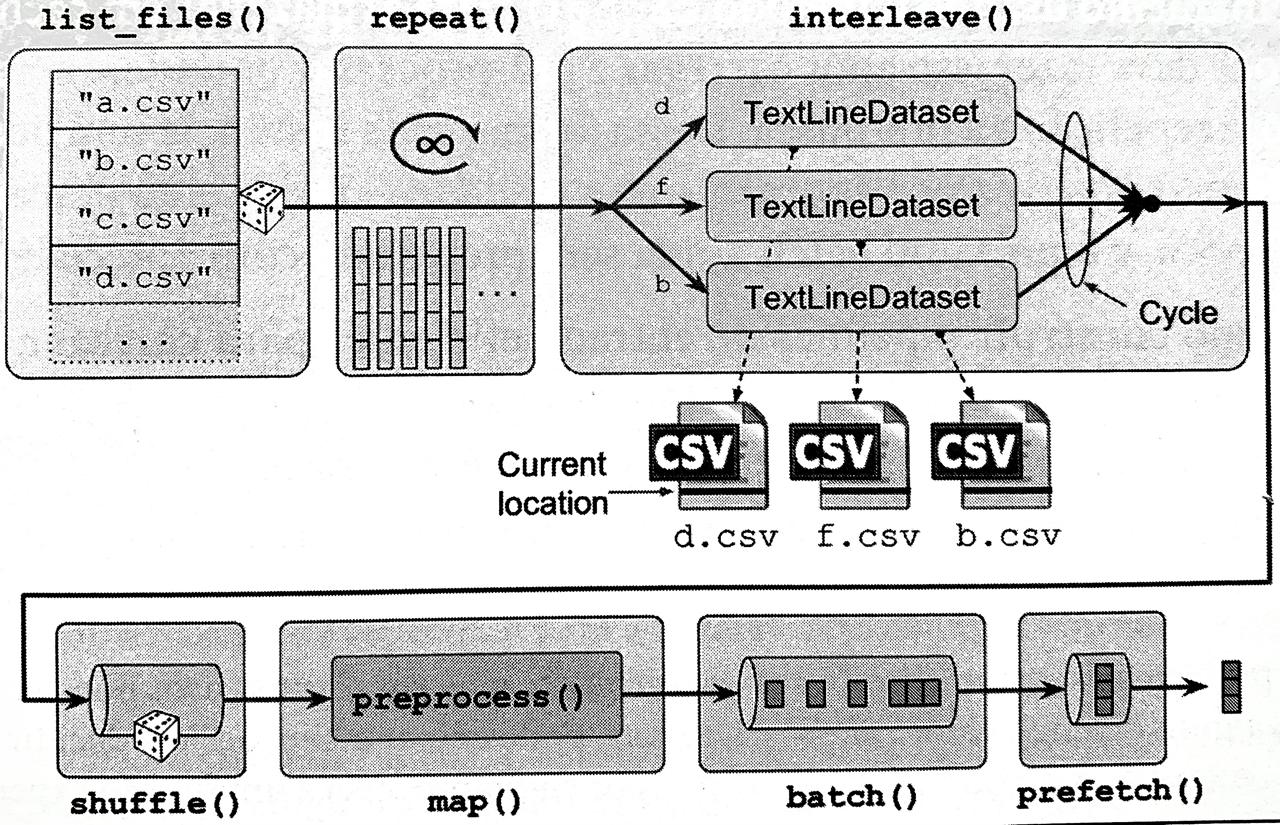 list_files()
repeat()
interleave()
"a.csv"
"b.csv"
"c.csv"
"d.csv"
...
∞
...
d
TextLineDataset
f
TextLineDataset
b
TextLineDataset
Cycle
Current
location
CSV
CSV
CSV
d.csv
f.csv
b.csv
preprocess()
shuffle()
map()
batch()
prefetch()